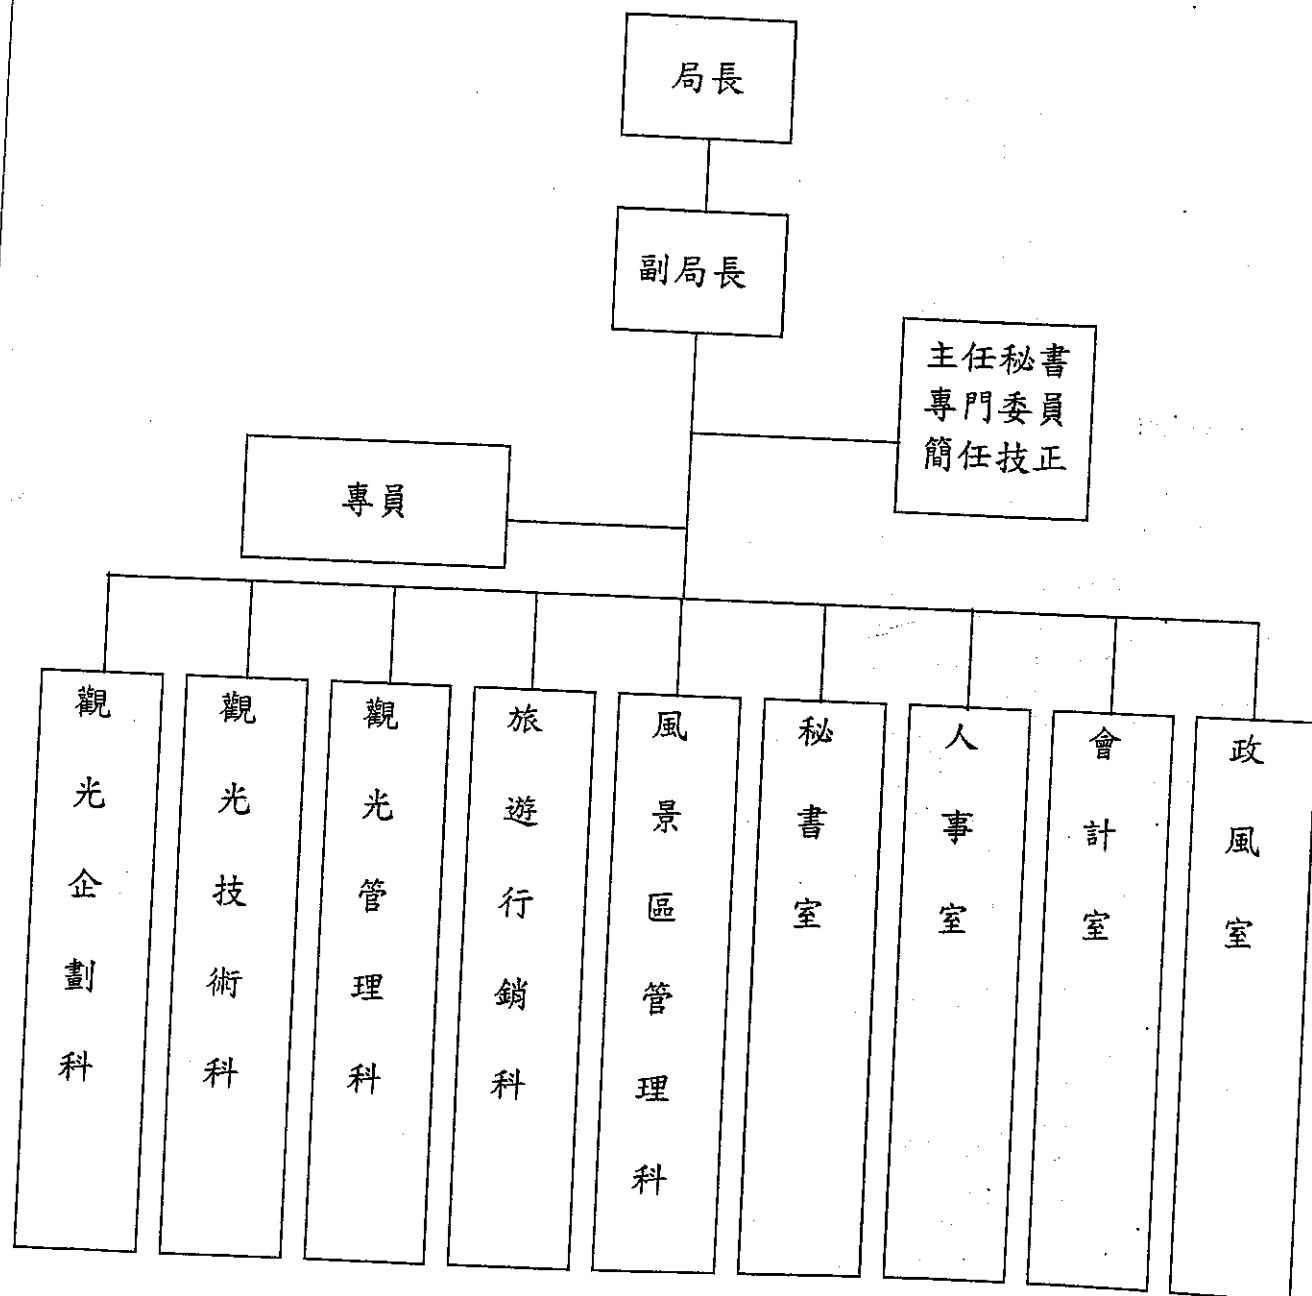 局長
副局長
主任秘書
專門委員
簡任技正
專員
觀光企劃科
觀光技術科
觀光管理科
旅遊行銷科
風景區管理科
秘書室
人事室
會計室
政風室